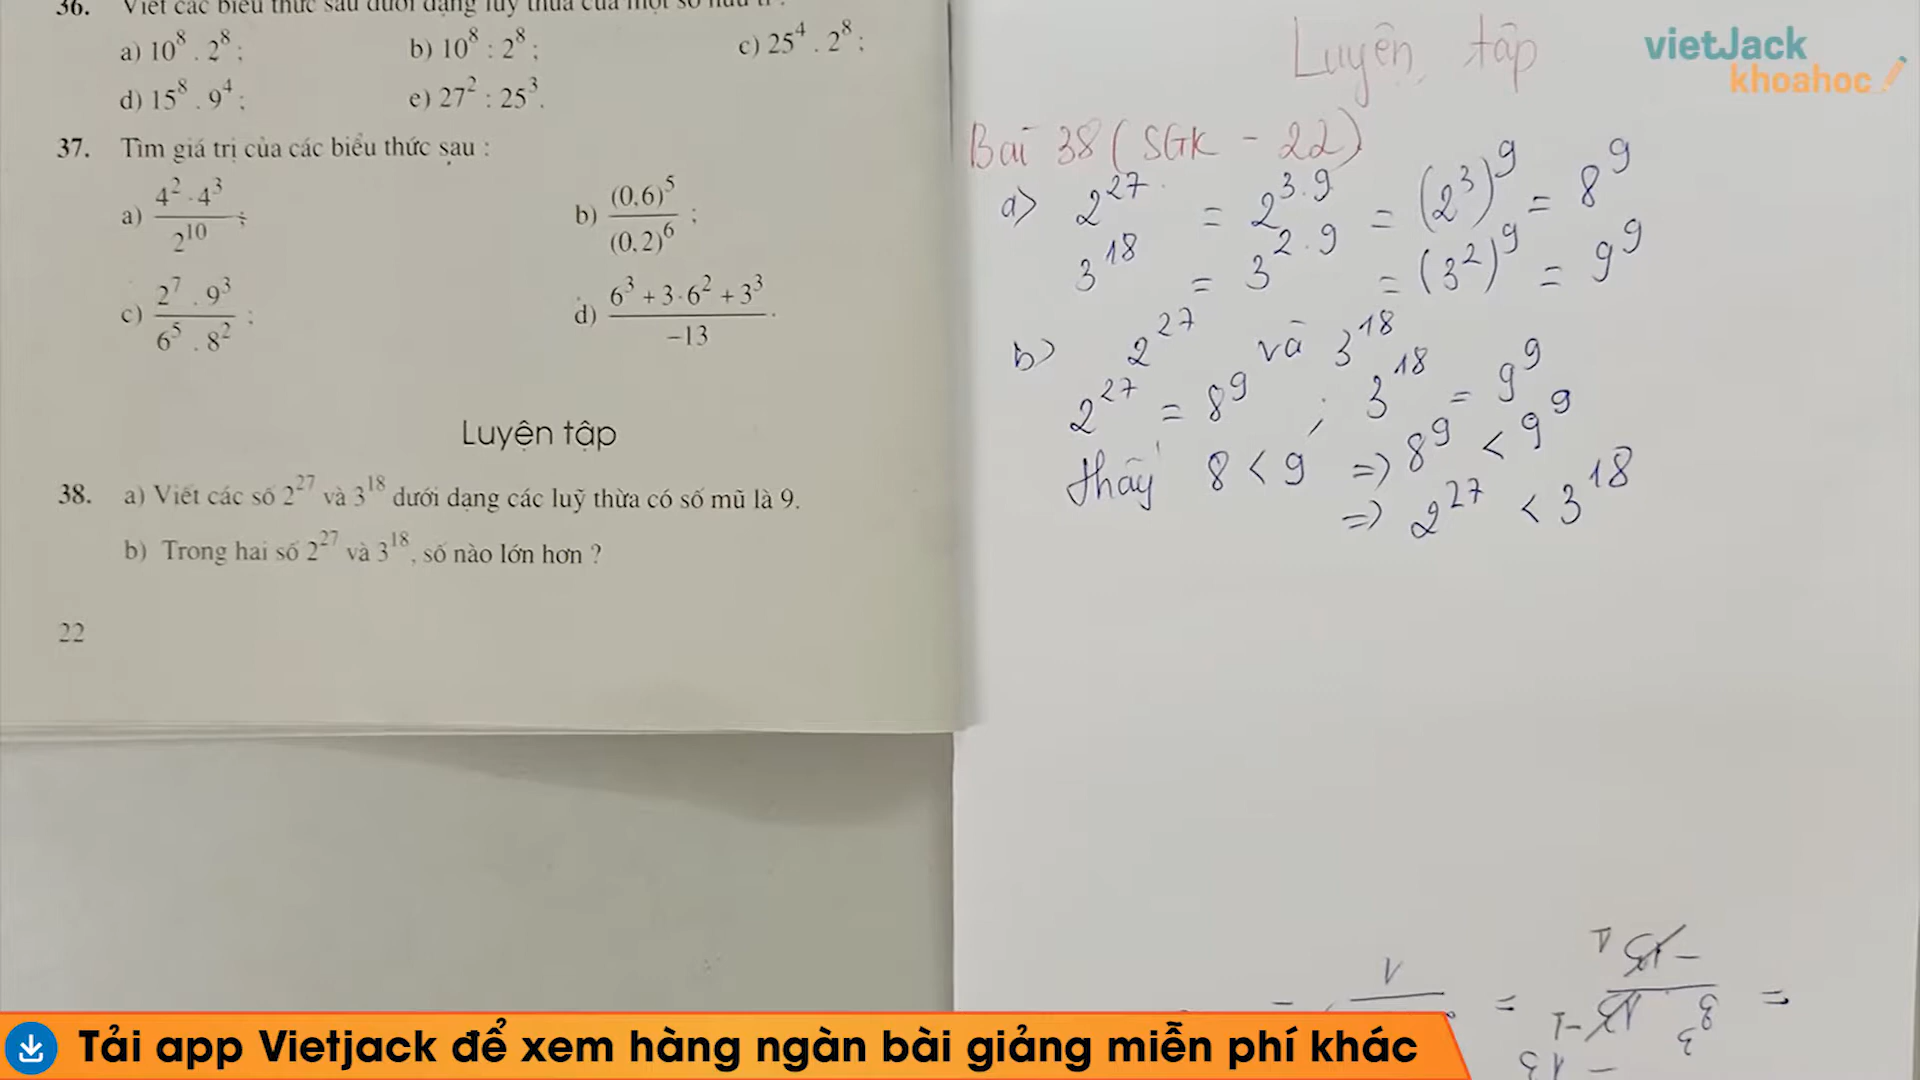 36. Viết các biểu thức sau dưới dạng luỹ thừa của một số hữu tỉ :
a) 10⁸ . 2⁸ ; b) 10⁸ : 2⁸ ; c) 25⁴ . 2⁸ ;
d) 15⁸ . 9⁴ ; e) 27² : 25³.
37. Tìm giá trị của các biểu thức sau :
a) (4² · 4³)/2¹⁰ ; b) (0,6)⁵/(0,2)⁶ ;
c) (2⁷ . 9³)/(6⁵ . 8²) ; d) (6³ + 3·6² + 3³)/−13 .
Luyện tập
38. a) Viết các số 2²⁷ và 3¹⁸ dưới dạng các luỹ thừa có số mũ là 9.
b) Trong hai số 2²⁷ và 3¹⁸, số nào lớn hơn ?
22
Luyện tập
vietJack
khoahoc
Bài 38 (SGK - 22)
a) 2²⁷ = 2³·⁹ = (2³)⁹ = 8⁹
3¹⁸ = 3²·⁹ = (3²)⁹ = 9⁹
b) 2²⁷ và 3¹⁸
2²⁷ = 8⁹ ; 3¹⁸ = 9⁹
thấy 8 < 9 => 8⁹ < 9⁹
=> 2²⁷ < 3¹⁸
Tải app Vietjack để xem hàng ngàn bài giảng miễn phí khác